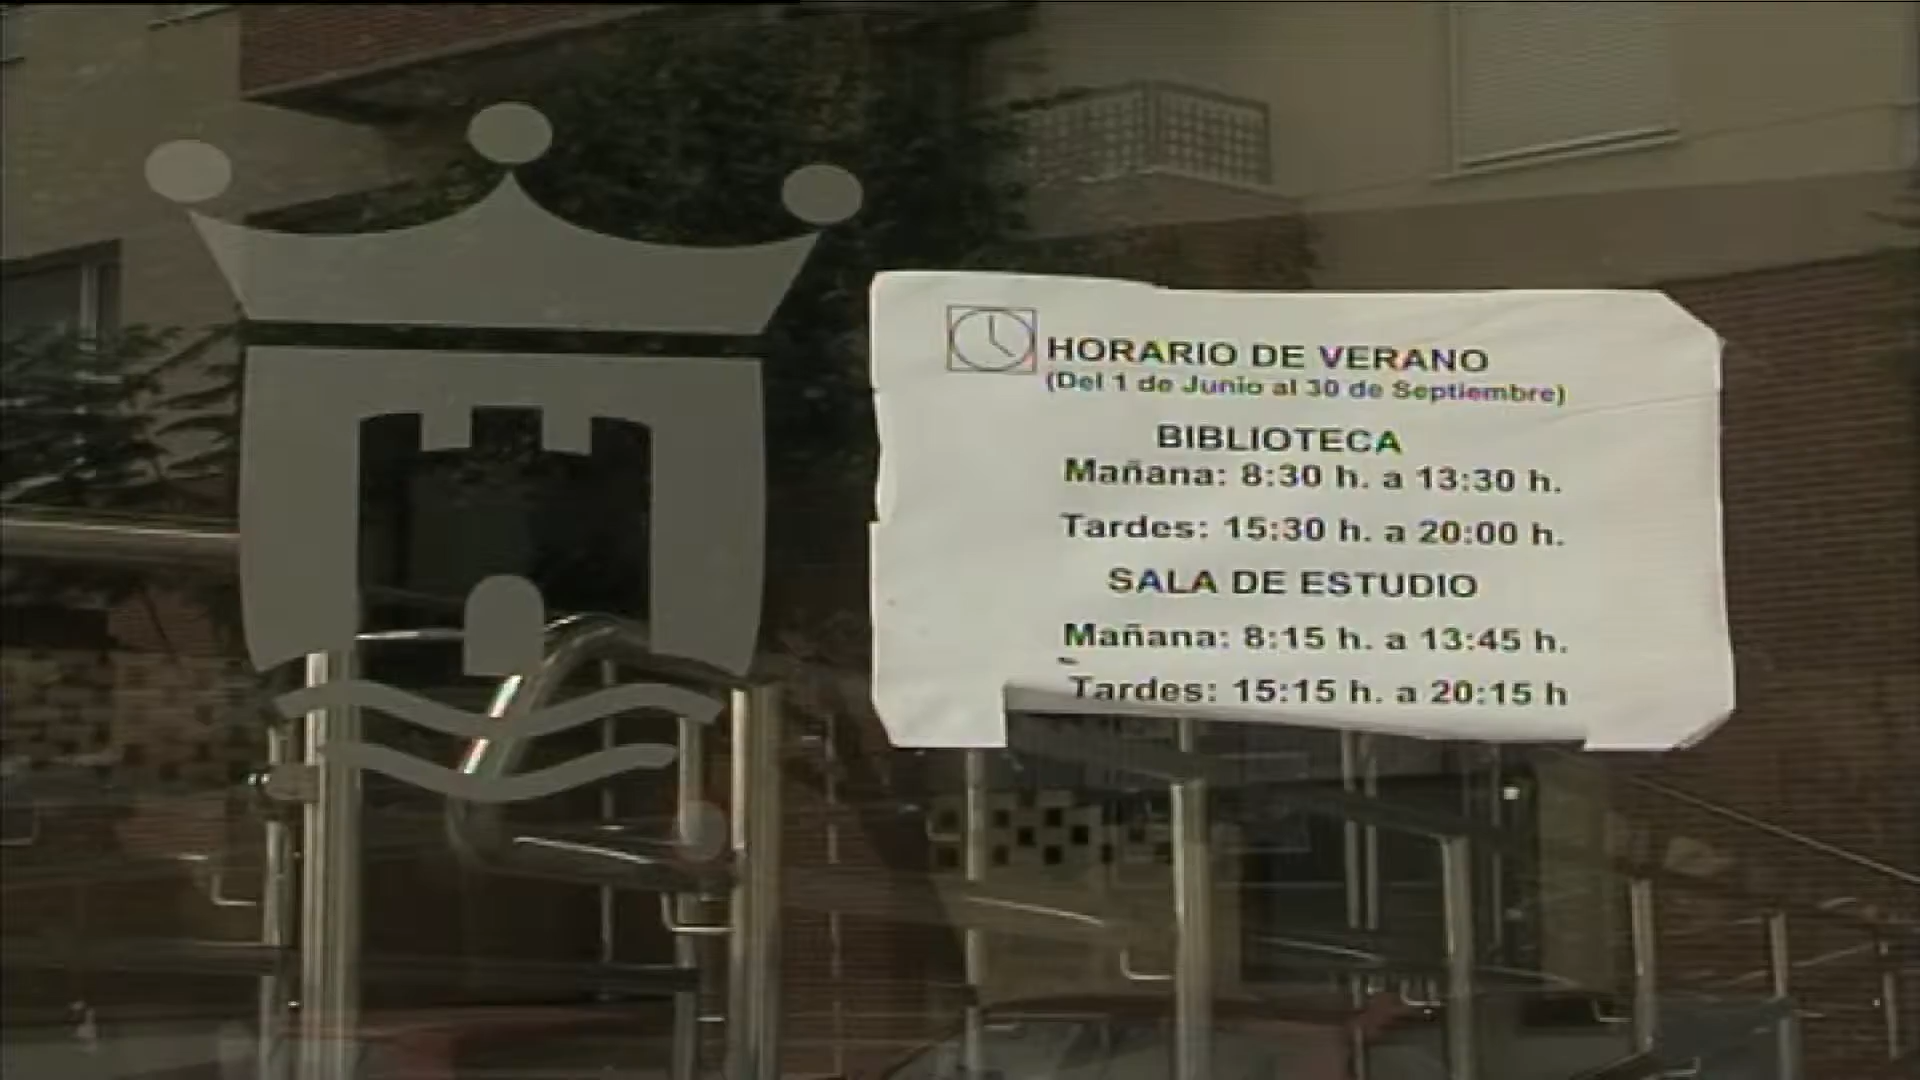 HORARIO DE VERANO
(Del 1 de Junio al 30 de Septiembre)
BIBLIOTECA
Mañana: 8:30 h. a 13:30 h.
Tardes: 15:30 h. a 20:00 h.
SALA DE ESTUDIO
Mañana: 8:15 h. a 13:45 h.
Tardes: 15:15 h. a 20:15 h